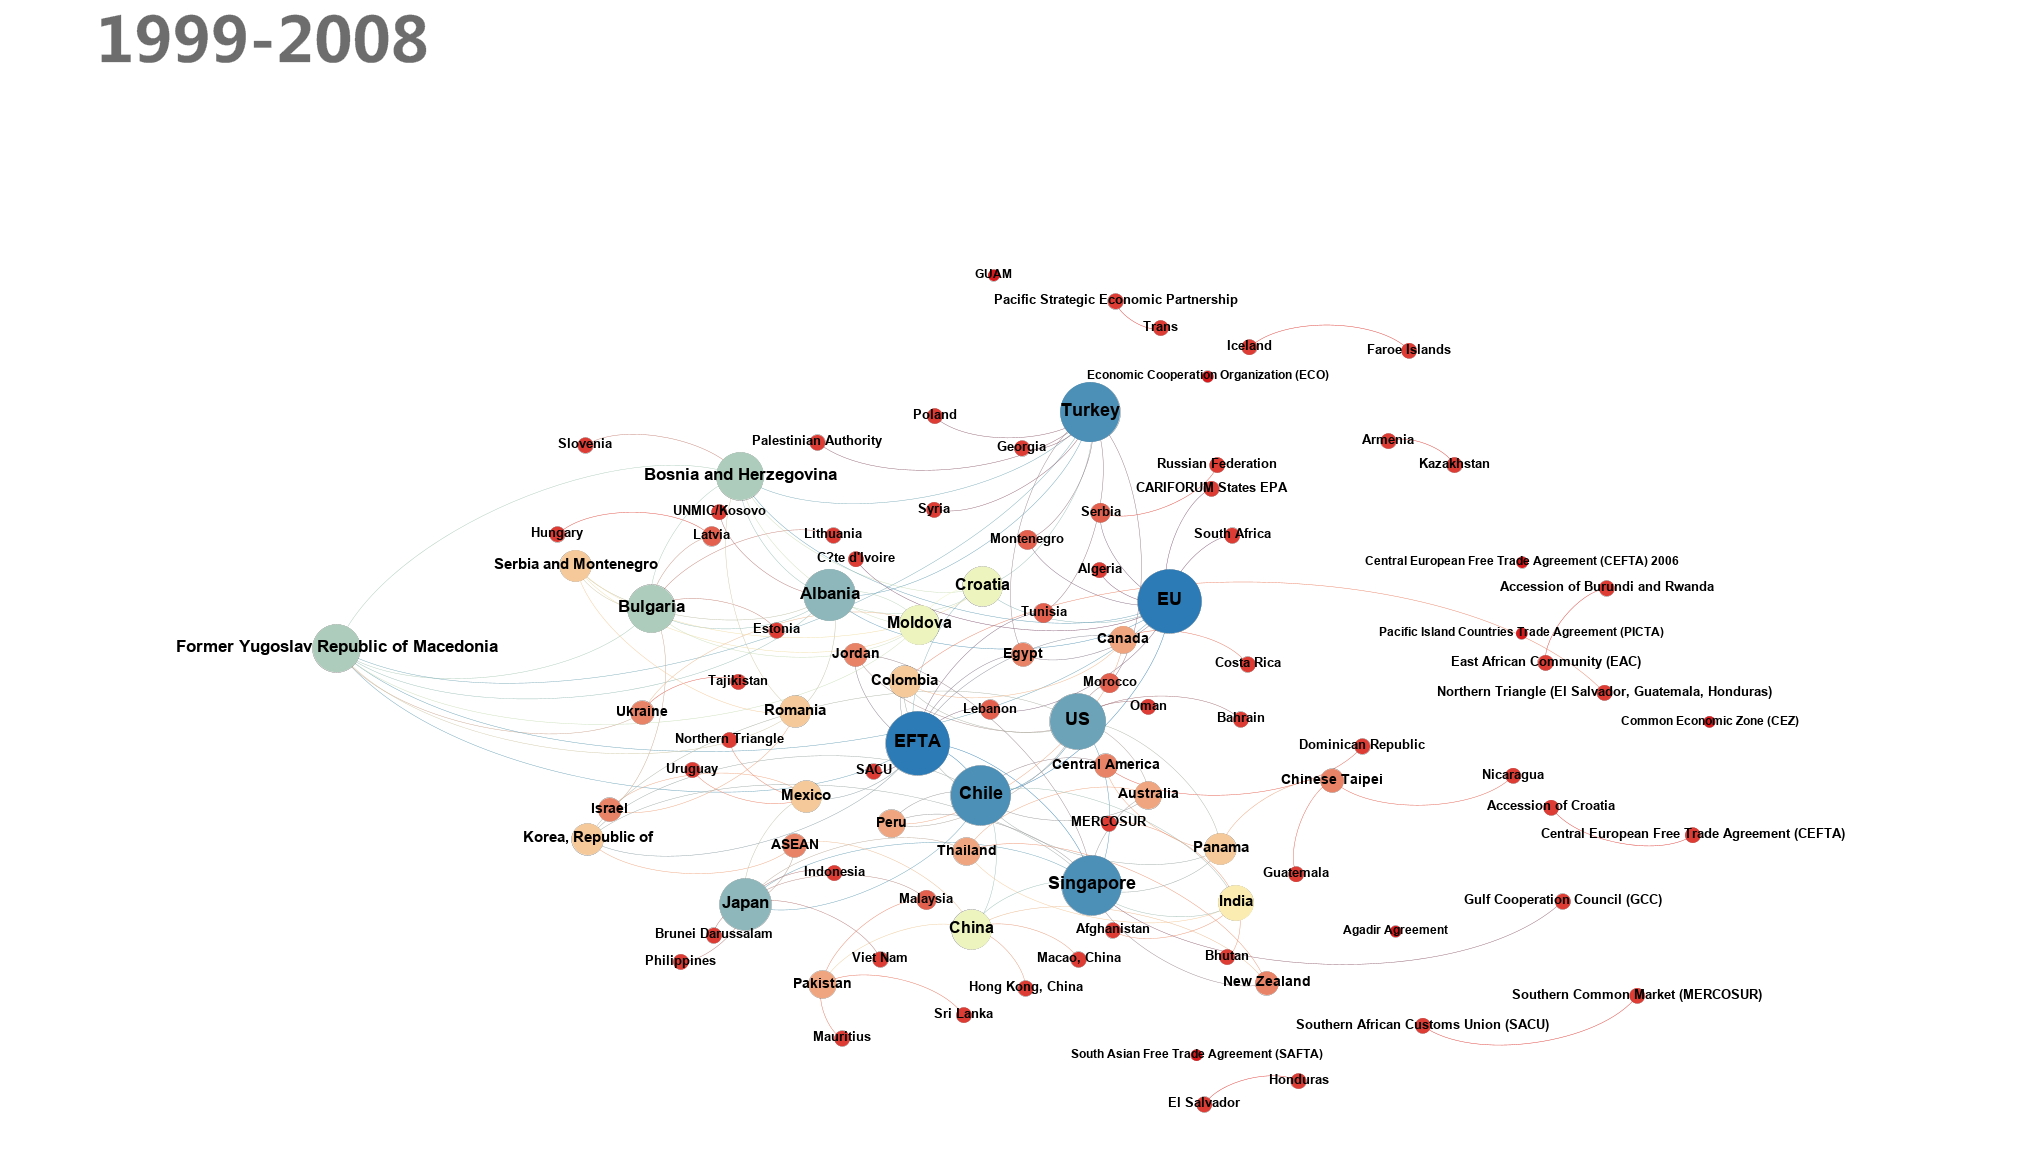 1999-2008
GUAM
Pacific Strategic Economic Partnership
Trans
Iceland
Faroe Islands
Economic Cooperation Organization (ECO)
Turkey
Poland
Slovenia
Palestinian Authority
Georgia
Armenia
Kazakhstan
Russian Federation
Bosnia and Herzegovina
CARIFORUM States EPA
UNMIC/Kosovo
Syria
Serbia
Hungary
Latvia
Lithuania
Montenegro
South Africa
C?te d'Ivoire
Serbia and Montenegro
Central European Free Trade Agreement (CEFTA) 2006
Algeria
Croatia
Accession of Burundi and Rwanda
Albania
EU
Bulgaria
Tunisia
Moldova
Estonia
Pacific Island Countries Trade Agreement (PICTA)
Canada
Former Yugoslav Republic of Macedonia
Jordan
Egypt
Costa Rica
East African Community (EAC)
Tajikistan
Colombia
Morocco
Northern Triangle (El Salvador, Guatemala, Honduras)
Ukraine
Romania
Lebanon
Oman
Bahrain
US
Common Economic Zone (CEZ)
Northern Triangle
EFTA
Dominican Republic
Uruguay
SACU
Central America
Chinese Taipei
Nicaragua
Mexico
Chile
Australia
Israel
Accession of Croatia
Peru
MERCOSUR
Korea, Republic of
Central European Free Trade Agreement (CEFTA)
ASEAN
Thailand
Panama
Indonesia
Guatemala
Singapore
Japan
Malaysia
India
Gulf Cooperation Council (GCC)
China
Afghanistan
Agadir Agreement
Brunei Darussalam
Philippines
Viet Nam
Macao, China
Bhutan
Pakistan
Hong Kong, China
New Zealand
Sri Lanka
Southern Common Market (MERCOSUR)
Mauritius
Southern African Customs Union (SACU)
South Asian Free Trade Agreement (SAFTA)
Honduras
El Salvador